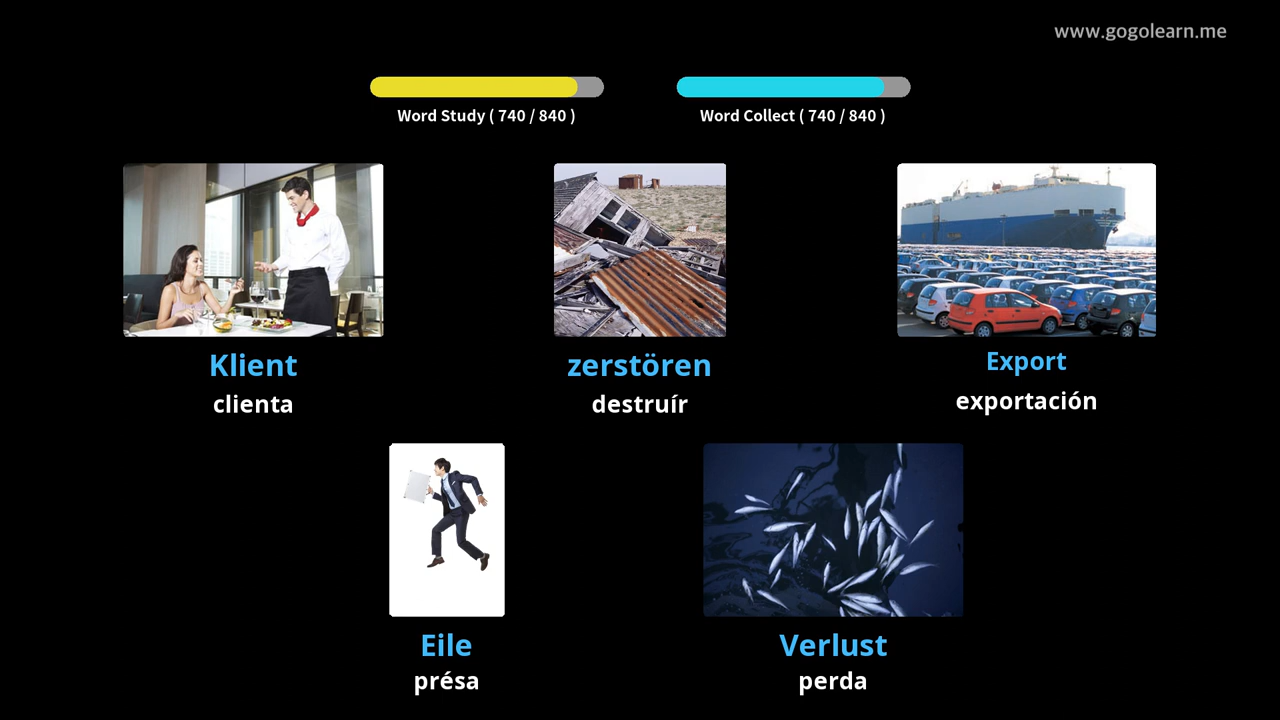 www.gogolearn.me
Word Study ( 740 / 840 )
Word Collect ( 740 / 840 )
Klient
clienta
zerstören
destruír
Export
exportación
Eile
présa
Verlust
perda